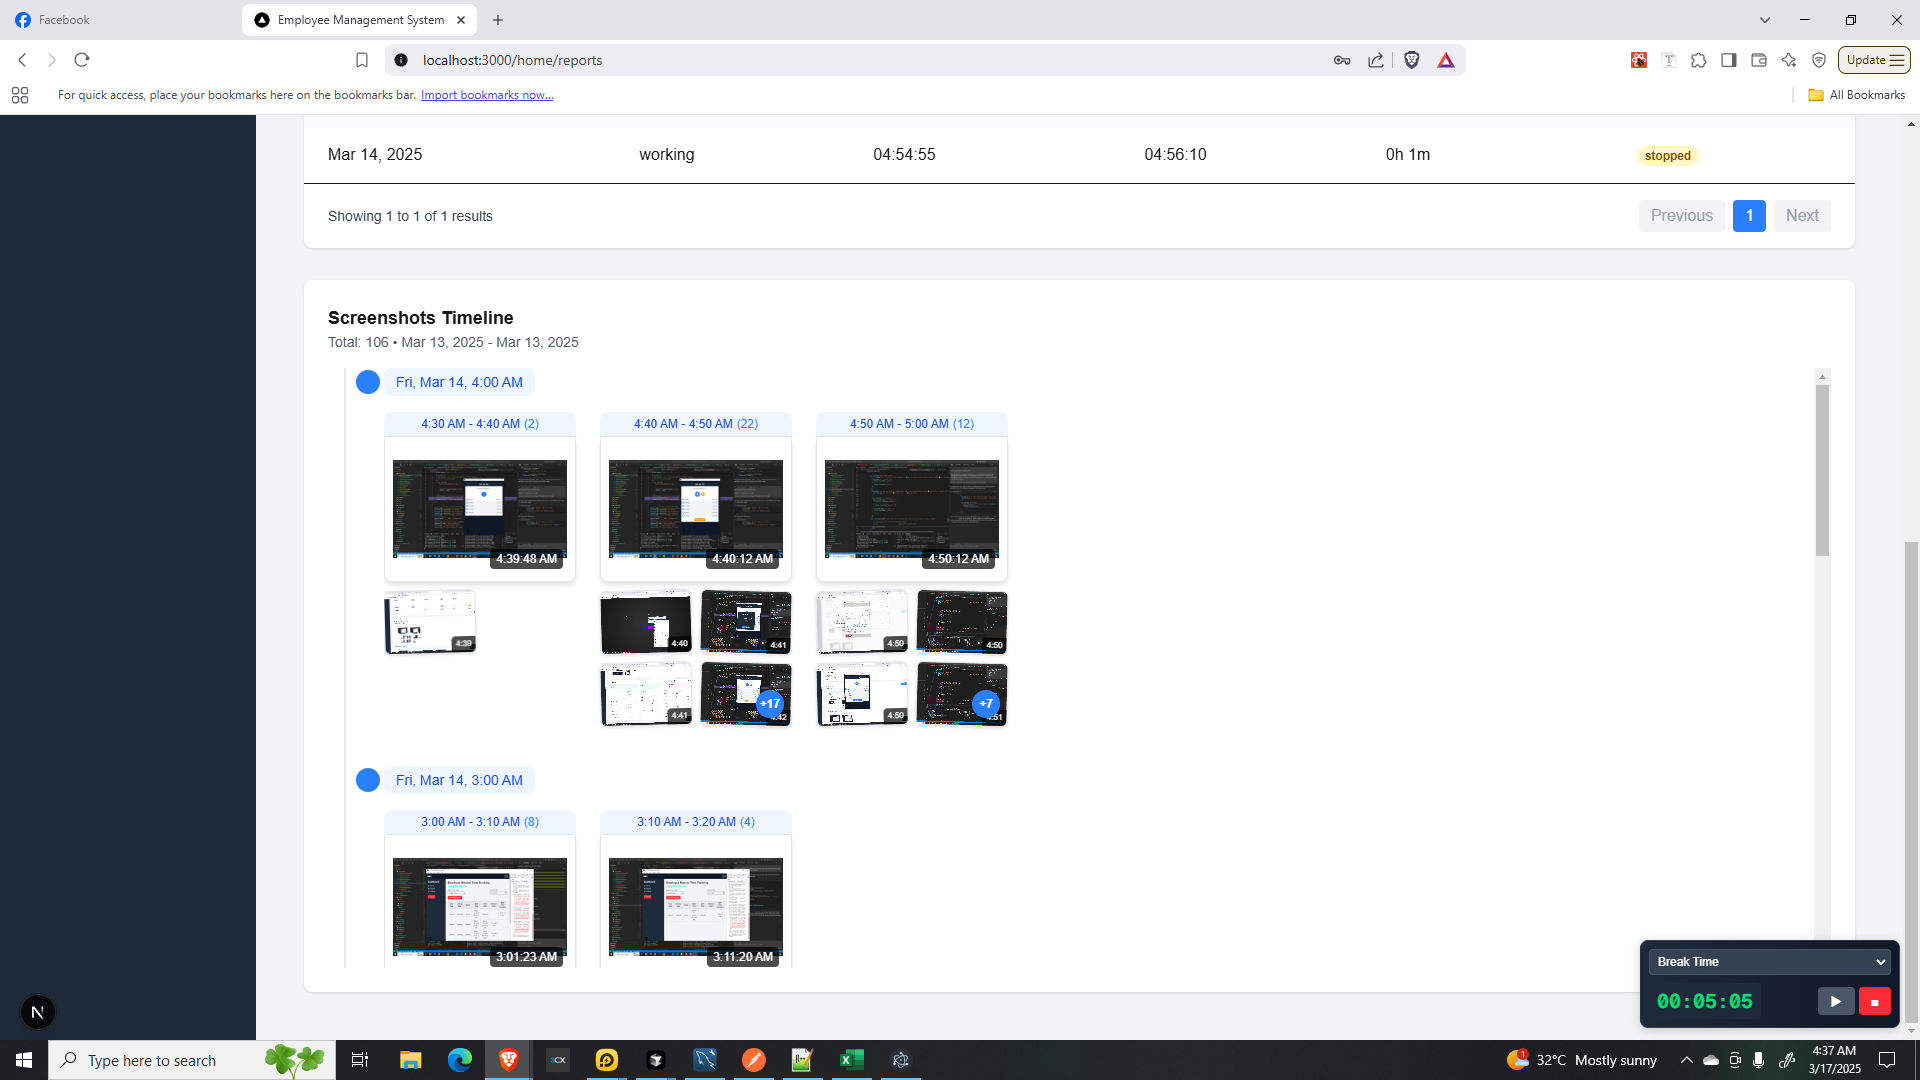 Facebook
Employee Management System
localhost:3000/home/reports
Update
For quick access, place your bookmarks here on the bookmarks bar. Import bookmarks now...
All Bookmarks
Mar 14, 2025 working 04:54:55 04:56:10 0h 1m stopped
Showing 1 to 1 of 1 results
Previous 1 Next
Screenshots Timeline
Total: 106 • Mar 13, 2025 - Mar 13, 2025
Fri, Mar 14, 4:00 AM
4:30 AM - 4:40 AM (2)
4:40 AM - 4:50 AM (22)
4:50 AM - 5:00 AM (12)
4:39:48 AM
4:40:12 AM
4:50:12 AM
4:39
4:40
4:41
4:50
4:50
4:41
+17
4:50
+7
Fri, Mar 14, 3:00 AM
3:00 AM - 3:10 AM (8)
3:10 AM - 3:20 AM (4)
3:01:23 AM
3:11:20 AM
Break Time
00:05:05
N
Type here to search
32°C Mostly sunny
4:37 AM
3/17/2025